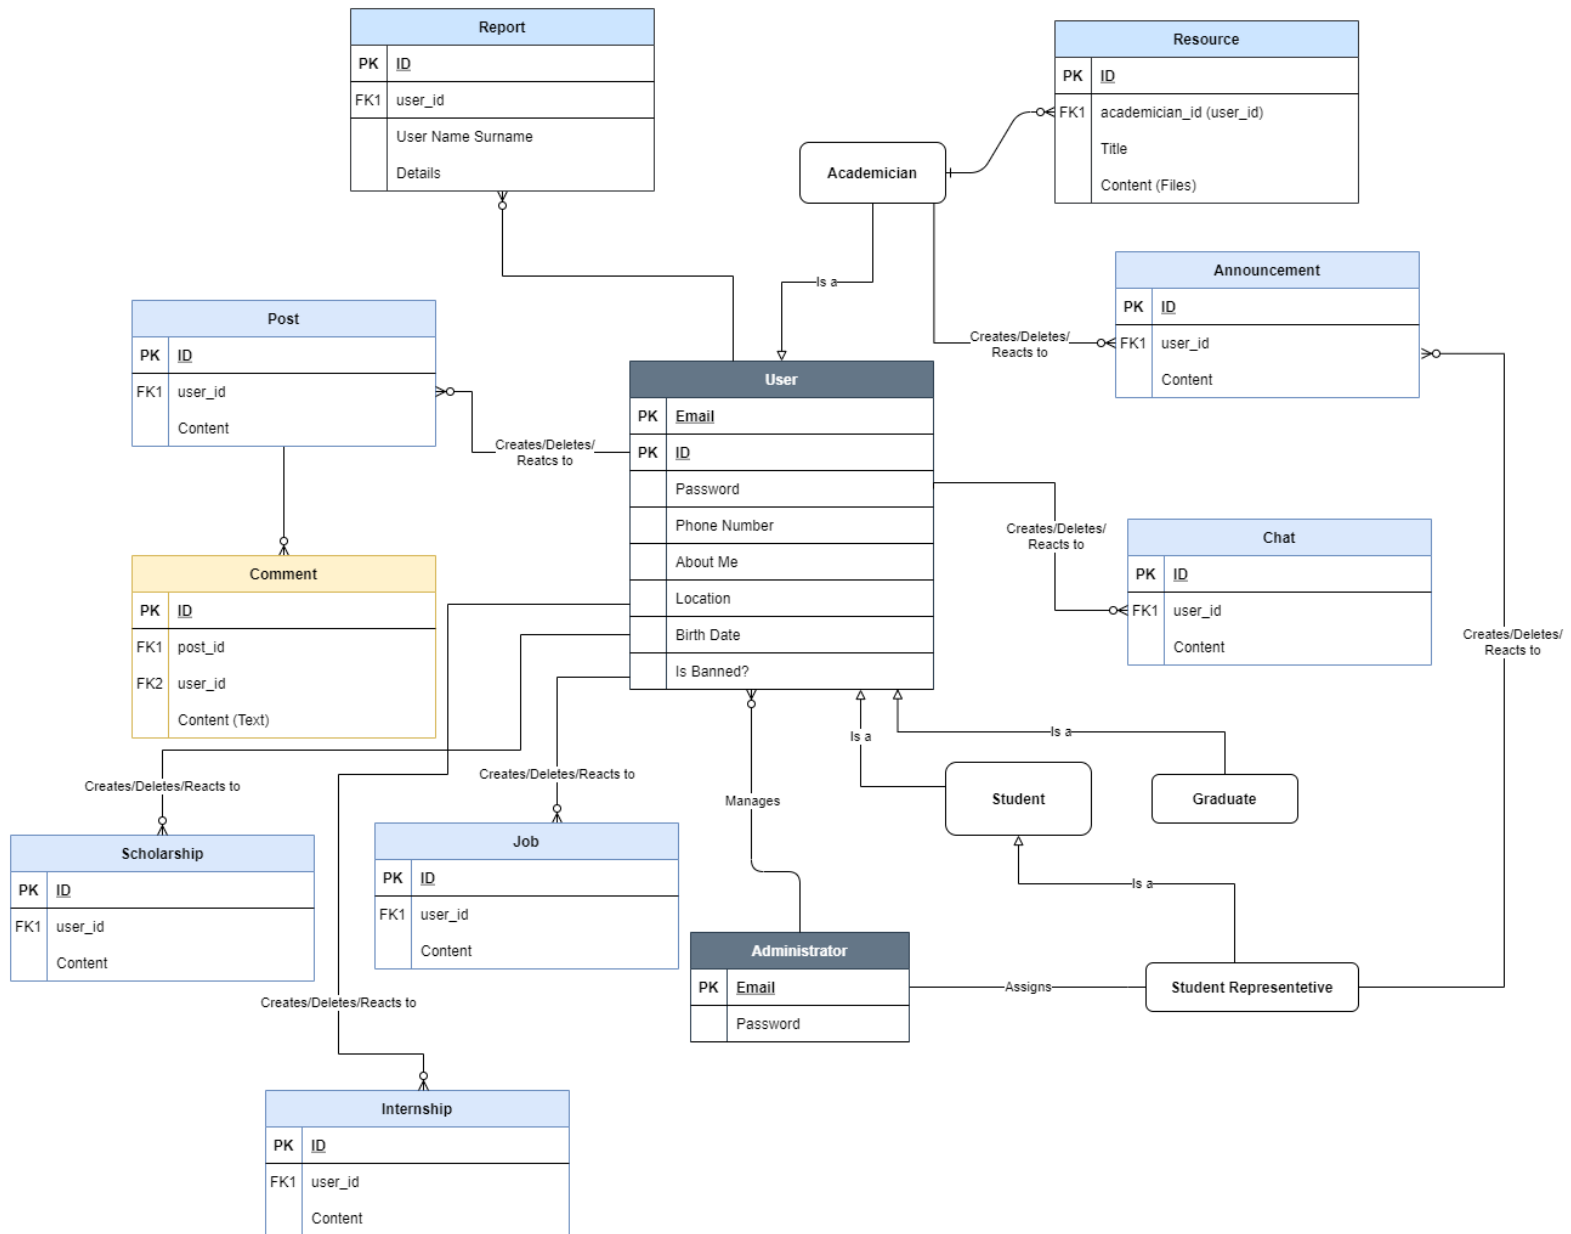 Report
PK ID
FK1 user_id
User Name Surname
Details
Resource
PK ID
FK1 academician_id (user_id)
Title
Content (Files)
Academician
Is a
Announcement
PK ID
FK1 user_id
Content
Creates/Deletes/
Reacts to
Post
PK ID
FK1 user_id
Content
Creates/Deletes/
Reatcs to
User
PK Email
PK ID
Password
Phone Number
About Me
Location
Birth Date
Is Banned?
Creates/Deletes/
Reacts to
Chat
PK ID
FK1 user_id
Content
Comment
PK ID
FK1 post_id
FK2 user_id
Content (Text)
Creates/Deletes/
Reacts to
Is a
Is a
Creates/Deletes/Reacts to
Creates/Deletes/Reacts to
Manages
Student
Graduate
Scholarship
PK ID
FK1 user_id
Content
Job
PK ID
FK1 user_id
Content
Is a
Administrator
PK Email
Password
Assigns
Student Representetive
Creates/Deletes/Reacts to
Internship
PK ID
FK1 user_id
Content